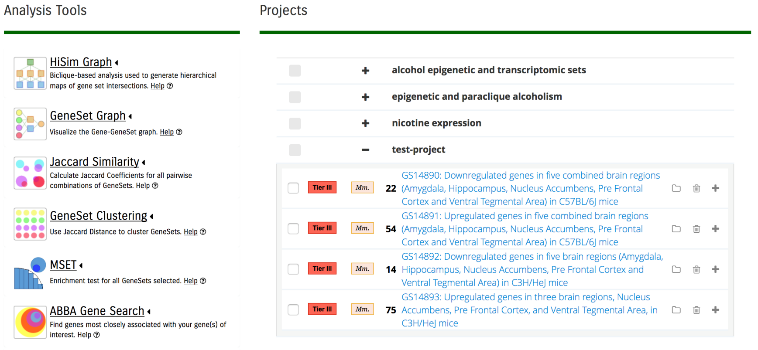 Analysis Tools
Projects
HiSim Graph
Biclique-based analysis used to generate hierarchical
maps of gene set intersections. Help
GeneSet Graph
Visualize the Gene-GeneSet graph. Help
Jaccard Similarity
Calculate Jaccard Coefficients for all pairwise
combinations of GeneSets. Help
GeneSet Clustering
Use Jaccard Distance to cluster GeneSets. Help
MSET
Enrichment test for all GeneSets selected. Help
ABBA Gene Search
Find genes most closely associated with your gene(s) of
interest. Help
alcohol epigenetic and transcriptomic sets
epigenetic and paraclique alcoholism
nicotine expression
test-project
GS14890: Downregulated genes in five combined brain regions
Tier III Mm. 22 (Amygdala, Hippocampus, Nucleus Accumbens, Pre Frontal
Cortex and Ventral Tegmental Area) in C57BL/6J mice
GS14891: Upregulated genes in five combined brain regions
Tier III Mm. 54 (Amygdala, Hippocampus, Nucleus Accumbens, Pre Frontal
Cortex and Ventral Tegmental Area) in C57BL/6J mice
GS14892: Downregulated genes in five brain regions (Amygdala,
Tier III Mm. 14 Hippocampus, Nucleus Accumbens, Pre Frontal Cortex and
Ventral Tegmental Area) in C3H/HeJ mice
GS14893: Upregulated genes in three brain regions, Nucleus
Tier III Mm. 75 Accumbens, Pre Frontal Cortex, and Ventral Tegmental Area, in
C3H/HeJ mice